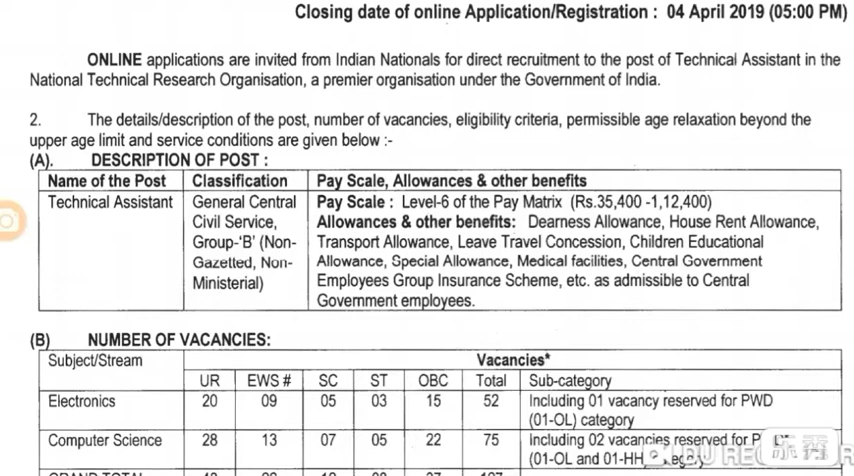 Closing date of online Application/Registration : 04 April 2019 (05:00 PM)
ONLINE applications are invited from Indian Nationals for direct recruitment to the post of Technical Assistant in the
National Technical Research Organisation, a premier organisation under the Government of India.
2. The details/description of the post, number of vacancies, eligibility criteria, permissible age relaxation beyond the
upper age limit and service conditions are given below :-
(A). DESCRIPTION OF POST :
Name of the Post Classification Pay Scale, Allowances & other benefits
Technical Assistant General Central Pay Scale : Level-6 of the Pay Matrix (Rs.35,400 -1,12,400)
Civil Service, Allowances & other benefits: Dearness Allowance, House Rent Allowance,
Group-'B' (Non- Transport Allowance, Leave Travel Concession, Children Educational
Gazetted, Non- Allowance, Special Allowance, Medical facilities, Central Government
Ministerial) Employees Group Insurance Scheme, etc. as admissible to Central
Government employees.
(B) NUMBER OF VACANCIES:
Subject/Stream Vacancies*
UR EWS # SC ST OBC Total Sub-category
Electronics 20 09 05 03 15 52 Including 01 vacancy reserved for PWD
(01-OL) category
Computer Science 28 13 07 05 22 75 Including 02 vacancies reserved for
(01-OL and 01-HH